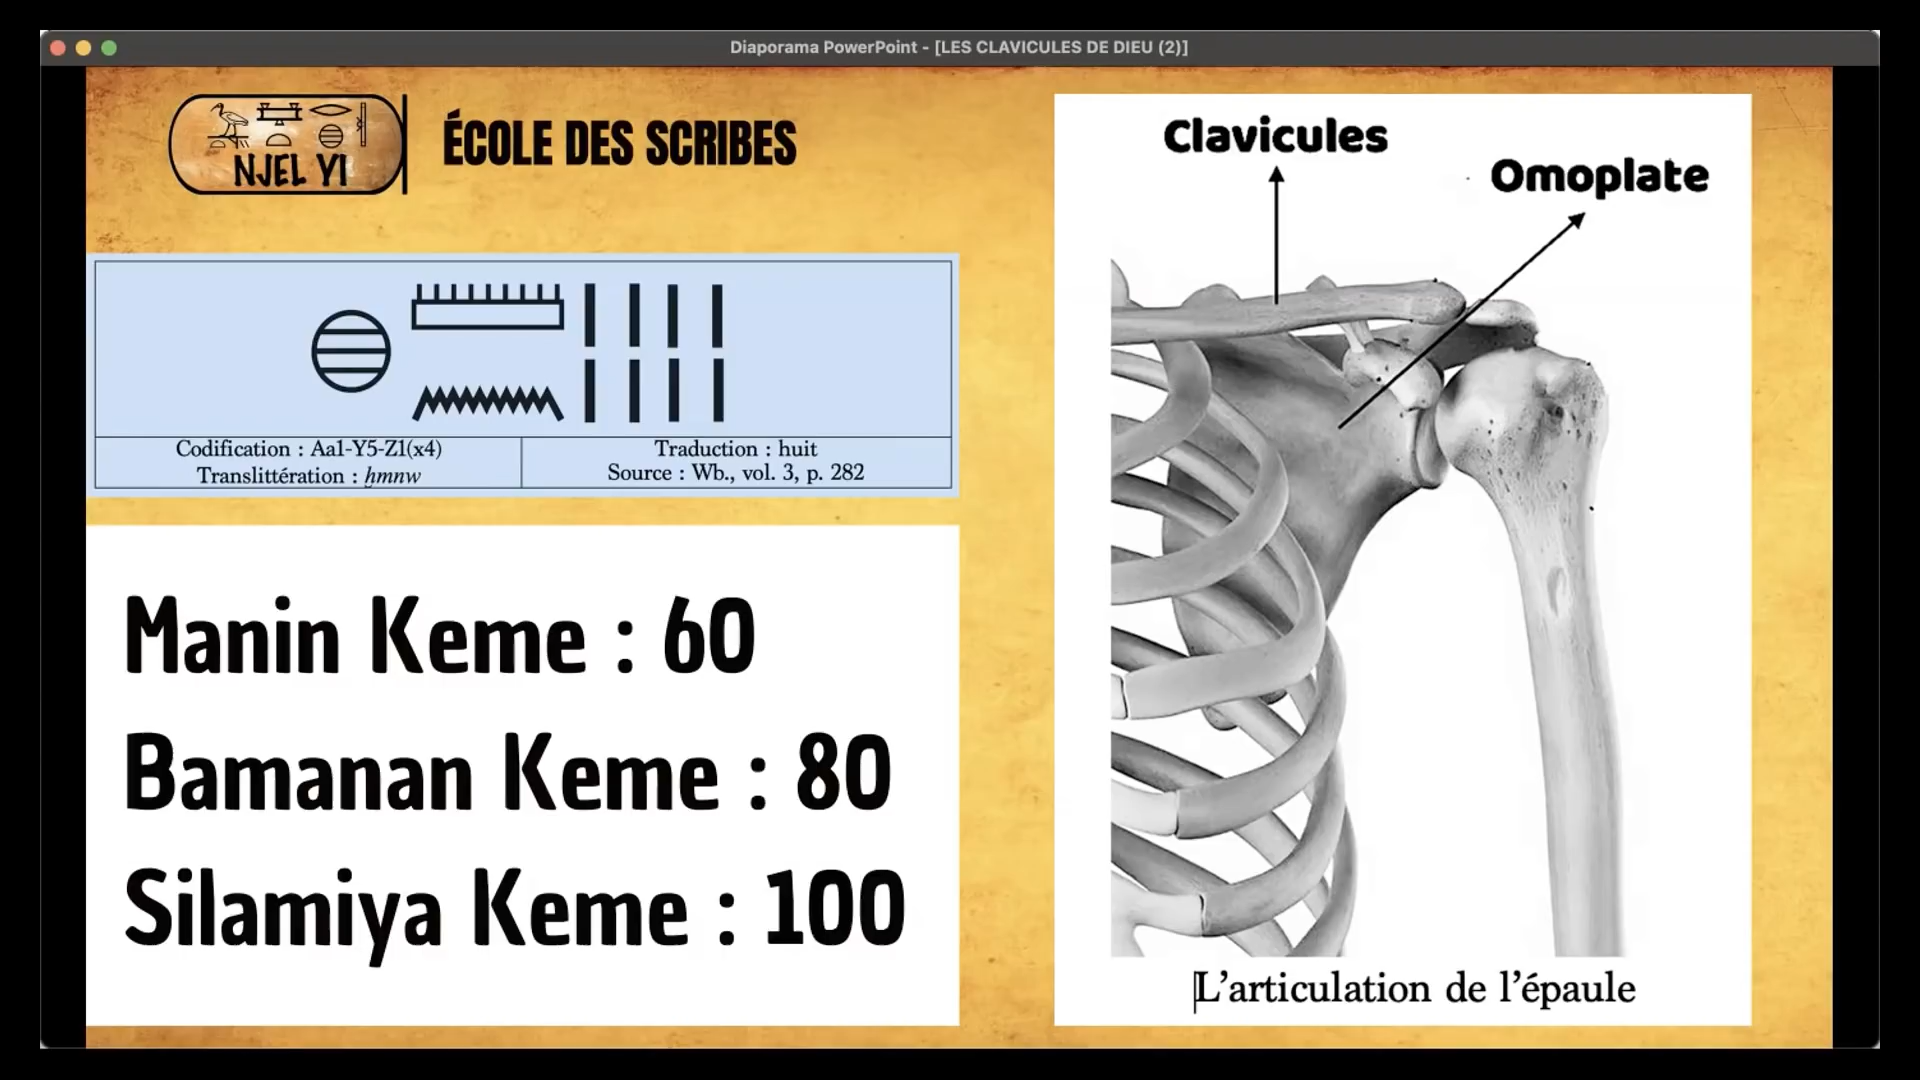 Diaporama PowerPoint - [LES CLAVICULES DE DIEU (2)]
NJEL YI
ÉCOLE DES SCRIBES
Codification : Aa1-Y5-Z1(x4)
Translittération : ḫmnw
Traduction : huit
Source : Wb., vol. 3, p. 282
Manin Keme : 60
Bamanan Keme : 80
Silamiya Keme : 100
Clavicules
Omoplate
L’articulation de l’épaule